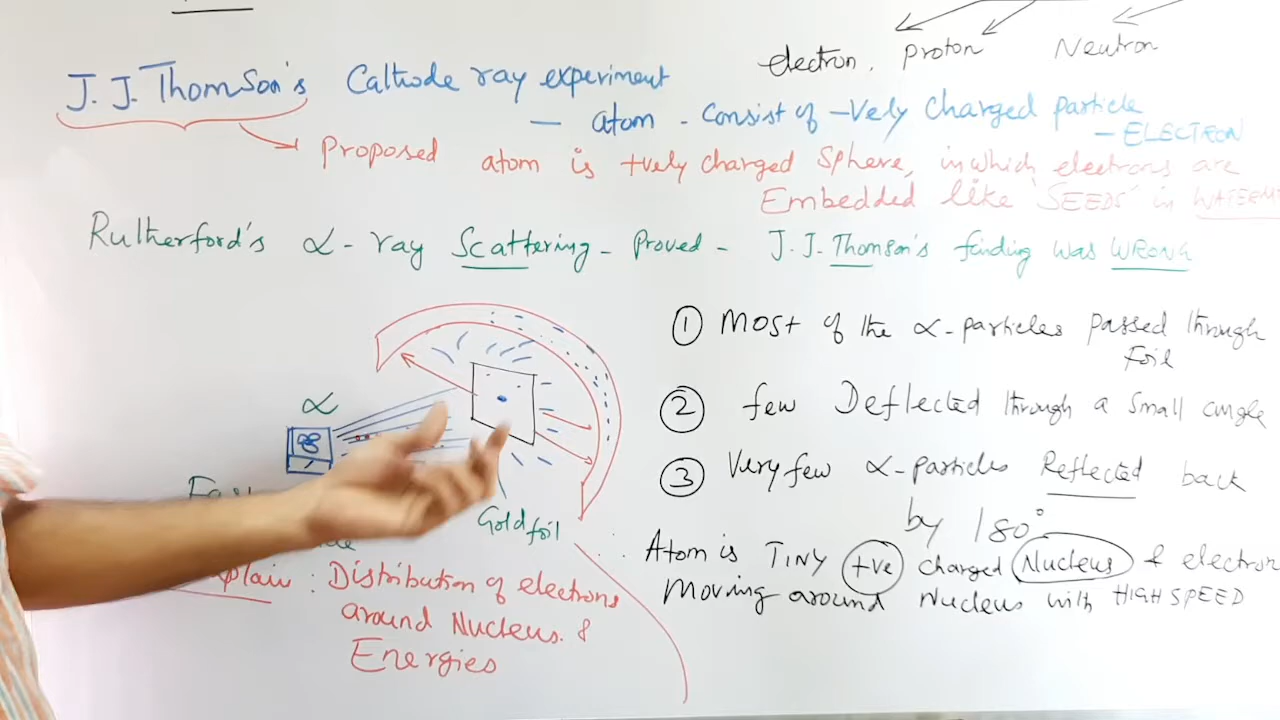 electron, Proton Neutron
J.J. Thomson's Cathode ray experiment
— atom - consist of -vely charged particle
- ELECTRON
Proposed atom is +vely charged Sphere, in which electrons are
Embedded like 'SEEDS' in
Rutherford's α- ray Scattering - Proved - J.J. Thomson's finding was WRONG
① Most of the α-particles passed through
foil
② few Deflected through a small angle
③ Very few α-particles Reflected back
by 180°
α
Gold foil
Atom is TINY +ve charged Nucleus & electron
Moving around Nucleus with HIGH SPEED
: Distribution of electrons
around Nucleus &
Energies